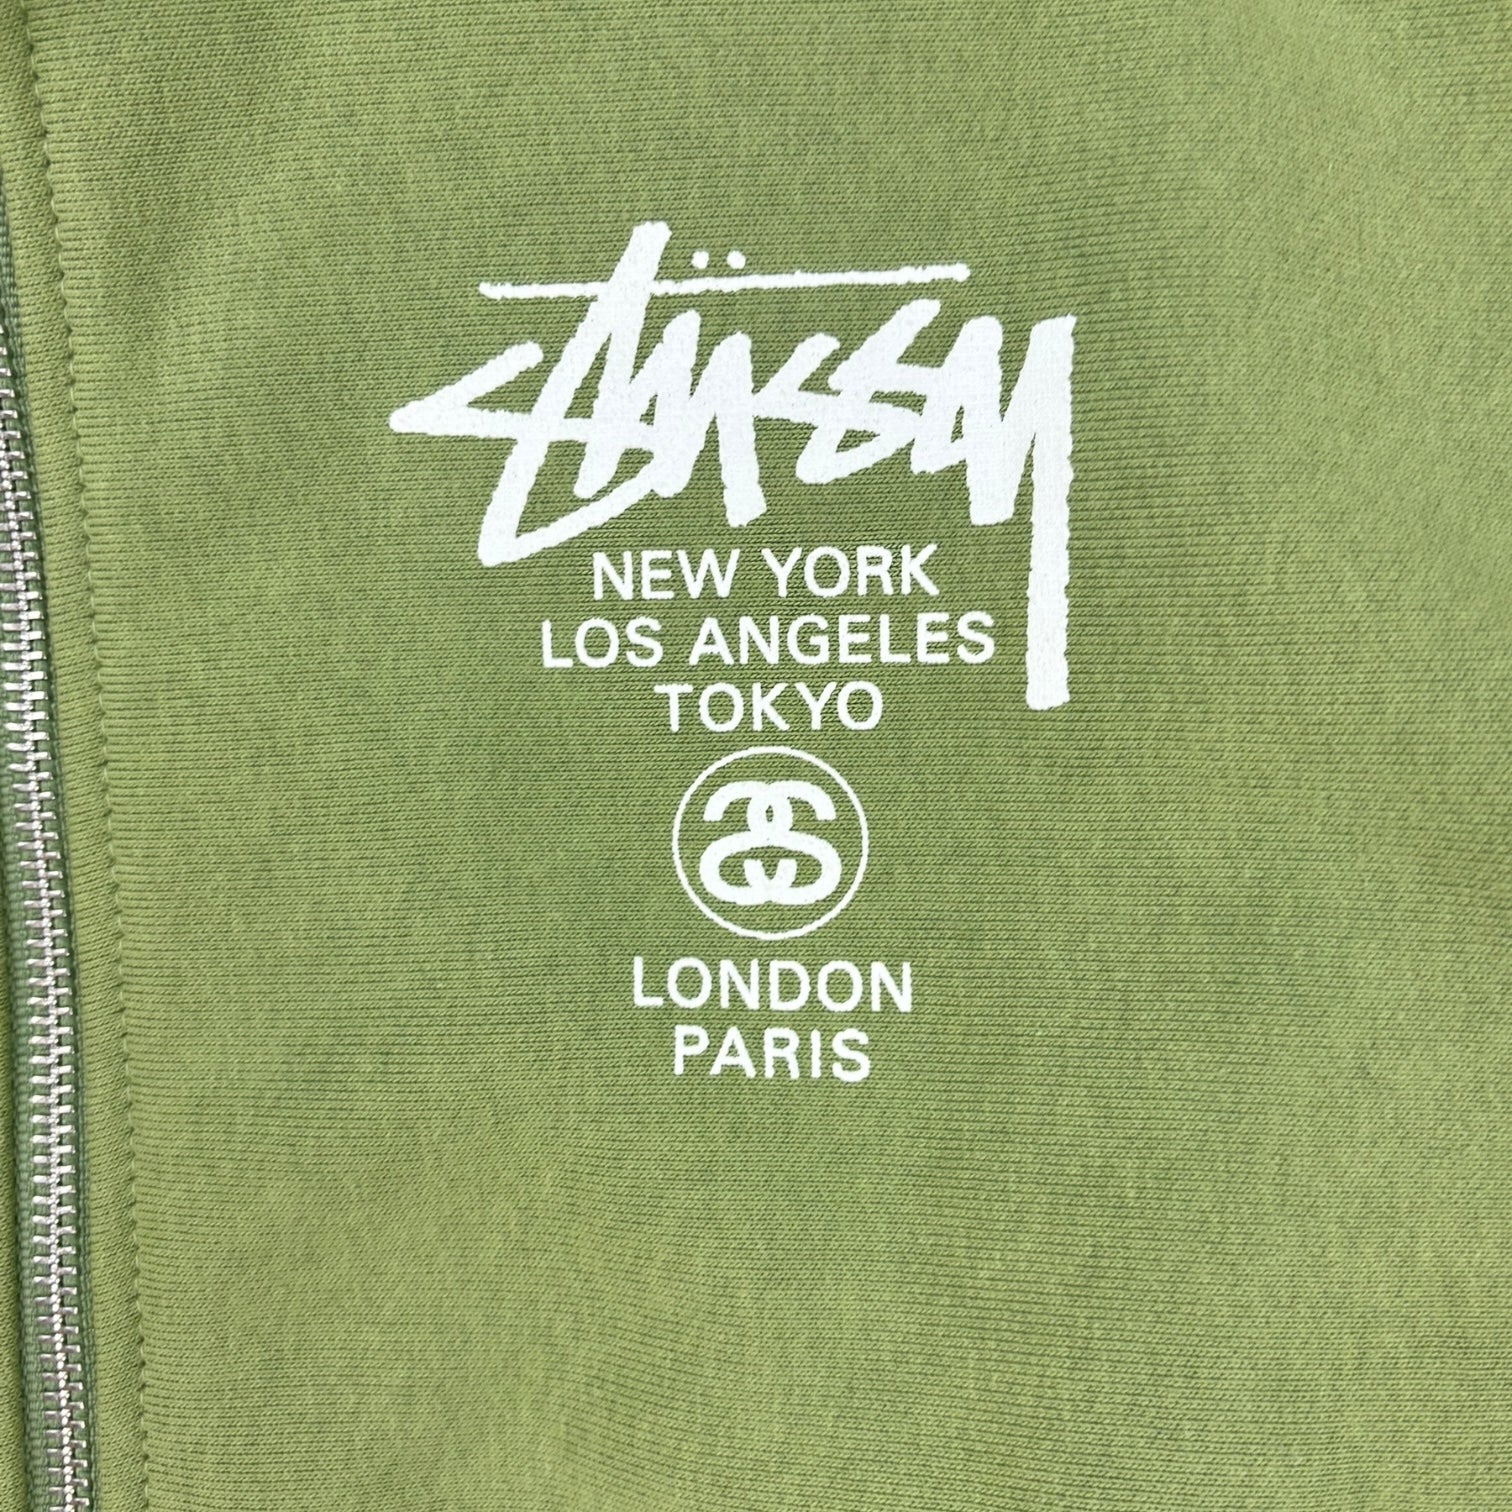 Stüssy
NEW YORK
LOS ANGELES
TOKYO
LONDON
PARIS